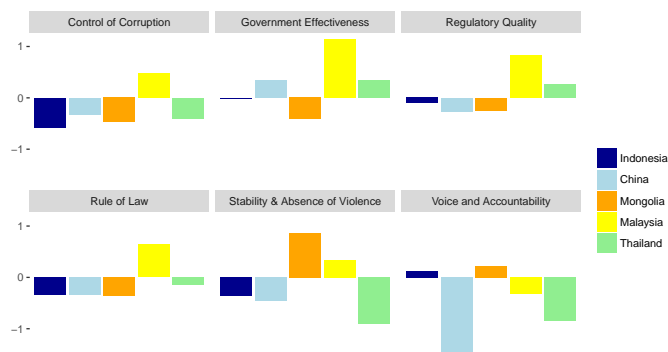 Control of Corruption
Government Effectiveness
Regulatory Quality
1
0
−1
Rule of Law
Stability & Absence of Violence
Voice and Accountability
1
0
−1
Indonesia
China
Mongolia
Malaysia
Thailand